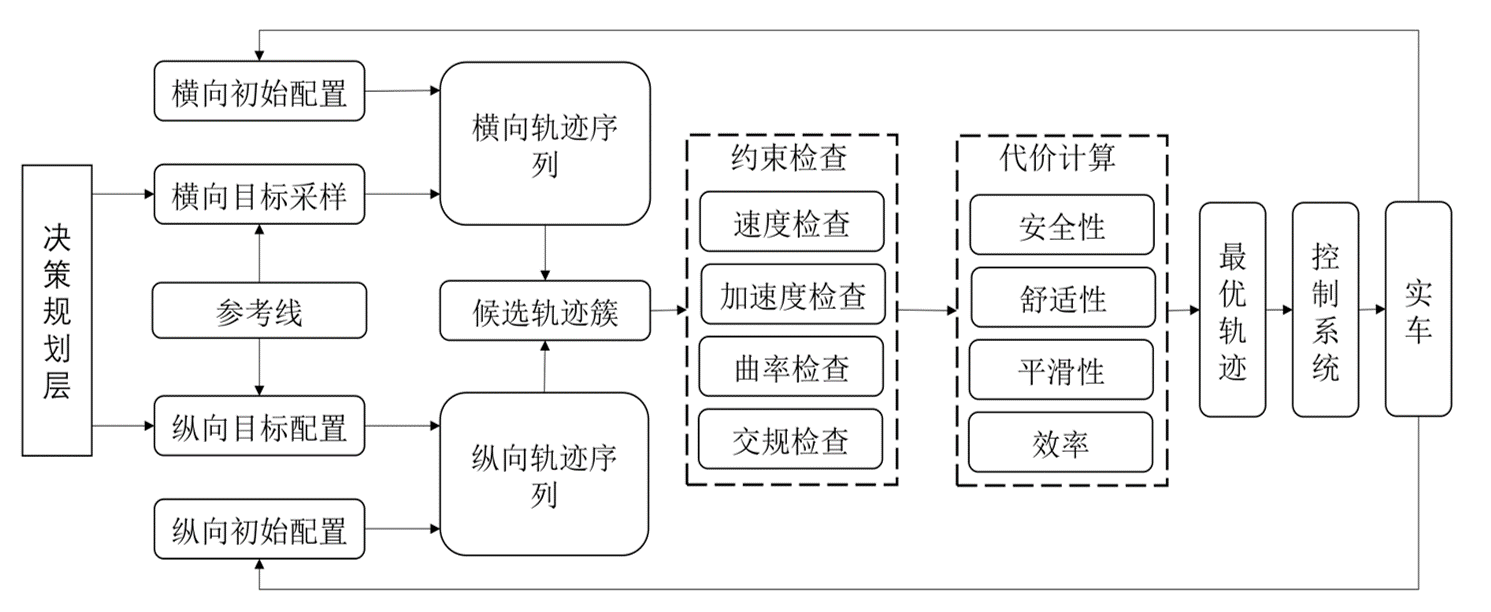 决策规划层
横向初始配置
横向目标采样
参考线
纵向目标配置
纵向初始配置
横向轨迹序
列
候选轨迹簇
纵向轨迹序
列
约束检查
速度检查
加速度检查
曲率检查
交规检查
代价计算
安全性
舒适性
平滑性
效率
最优轨迹
控制系统
实车